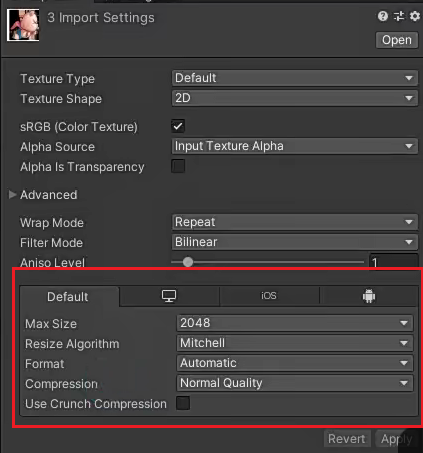 3 Import Settings
Open
Texture Type Default
Texture Shape 2D
sRGB (Color Texture)
Alpha Source Input Texture Alpha
Alpha Is Transparency
Advanced
Wrap Mode Repeat
Filter Mode Bilinear
Aniso Level 1
Default iOS
Max Size 2048
Resize Algorithm Mitchell
Format Automatic
Compression Normal Quality
Use Crunch Compression
Revert Apply